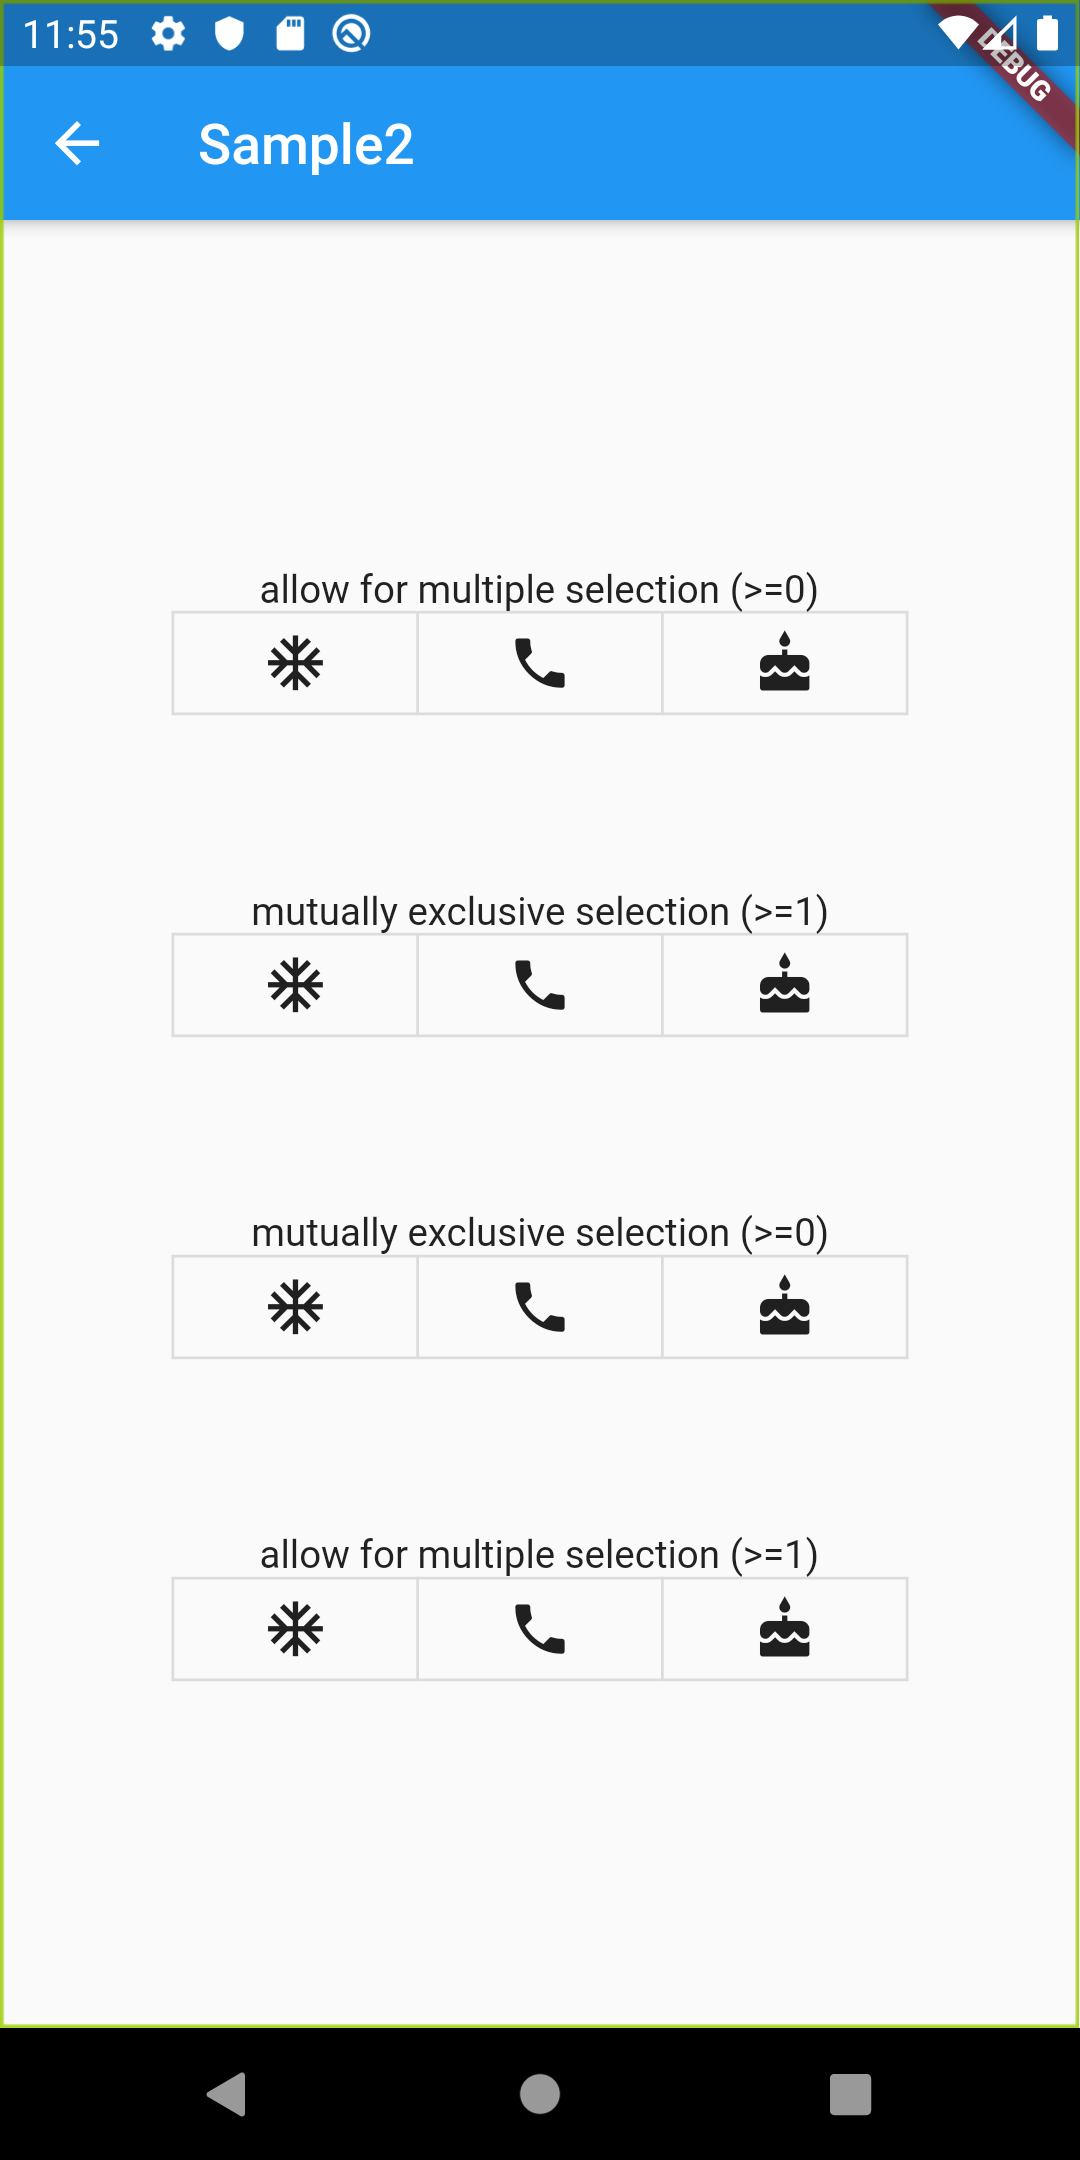 11:55
DEBUG
Sample2
allow for multiple selection (>=0)
mutually exclusive selection (>=1)
mutually exclusive selection (>=0)
allow for multiple selection (>=1)